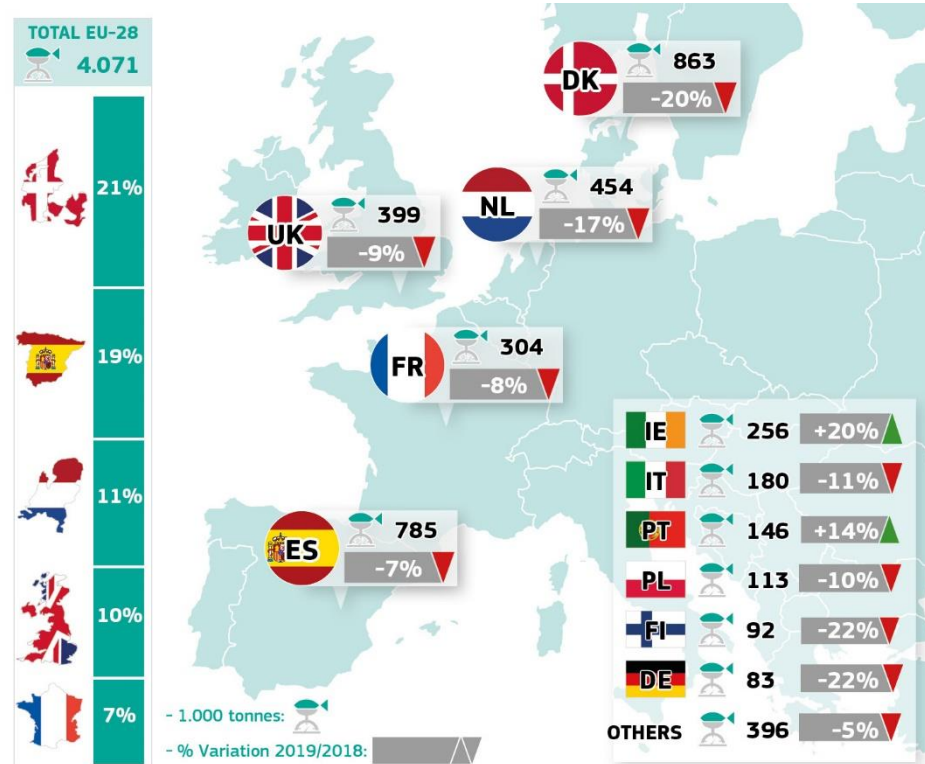 TOTAL EU-28
4.071
21%
19%
11%
10%
7%
DK
863
-20%
UK
399
-9%
NL
454
-17%
FR
304
-8%
ES
785
-7%
IE 256 +20%
IT 180 -11%
PT 146 +14%
PL 113 -10%
FI 92 -22%
DE 83 -22%
OTHERS 396 -5%
- 1.000 tonnes:
- % Variation 2019/2018: